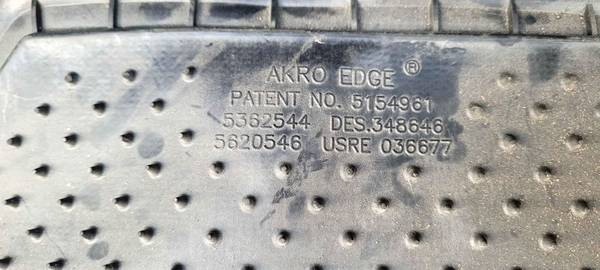 AKRO EDGE ®
PATENT NO. 5154961
5362544 DES.348646
5620546 USRE 036677